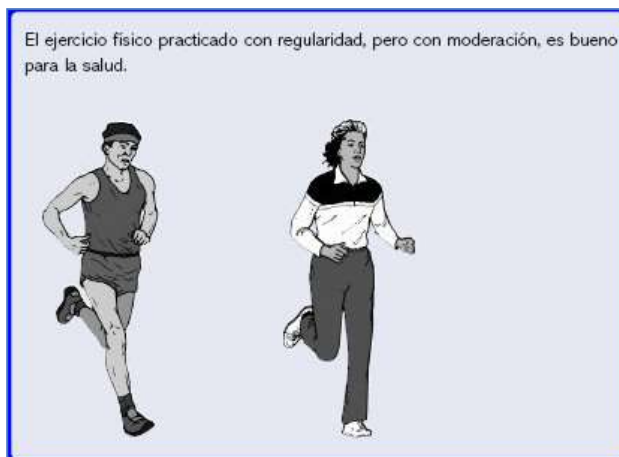 El ejercicio físico practicado con regularidad, pero con moderación, es bueno
para la salud.